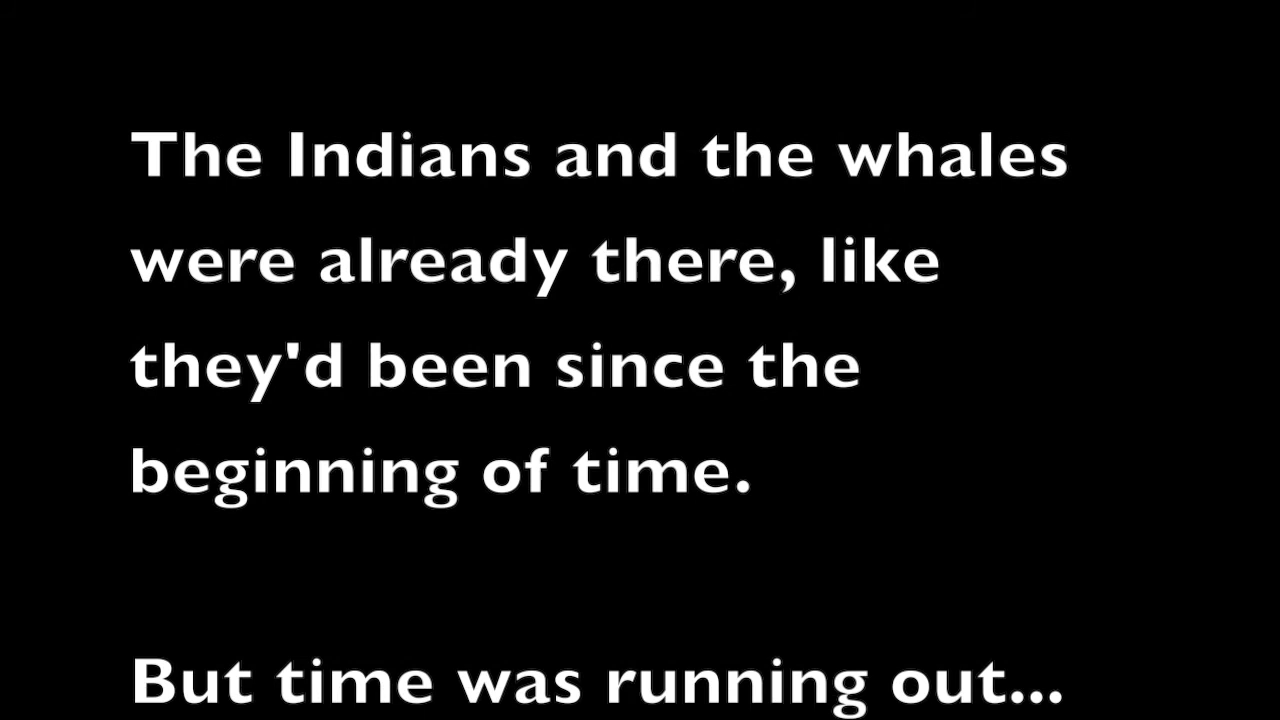 The Indians and the whales
were already there, like
they'd been since the
beginning of time.
But time was running out...